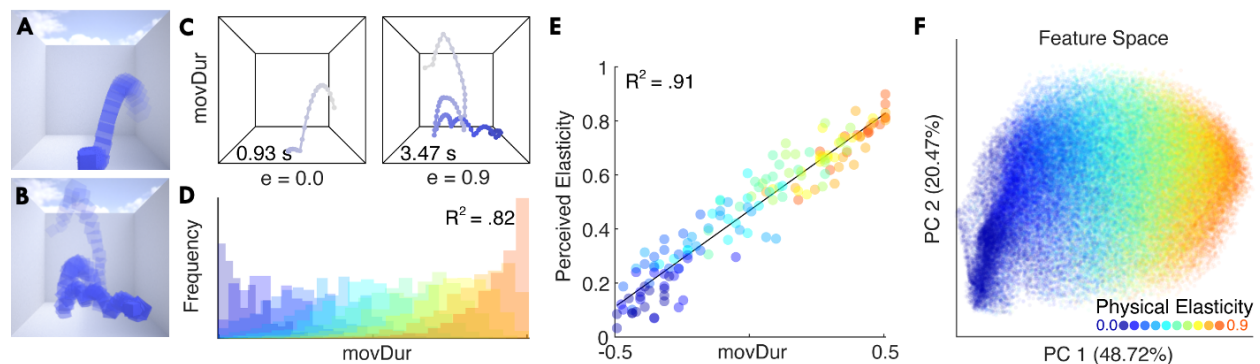 A
B
C
movDur
0.93 s
e = 0.0
3.47 s
e = 0.9
D
R² = .82
Frequency
movDur
E
R² = .91
Perceived Elasticity
1
0.8
0.6
0.4
0.2
0
-0.5
movDur
0.5
F
Feature Space
PC 2 (20.47%)
Physical Elasticity
0.0
0.9
PC 1 (48.72%)